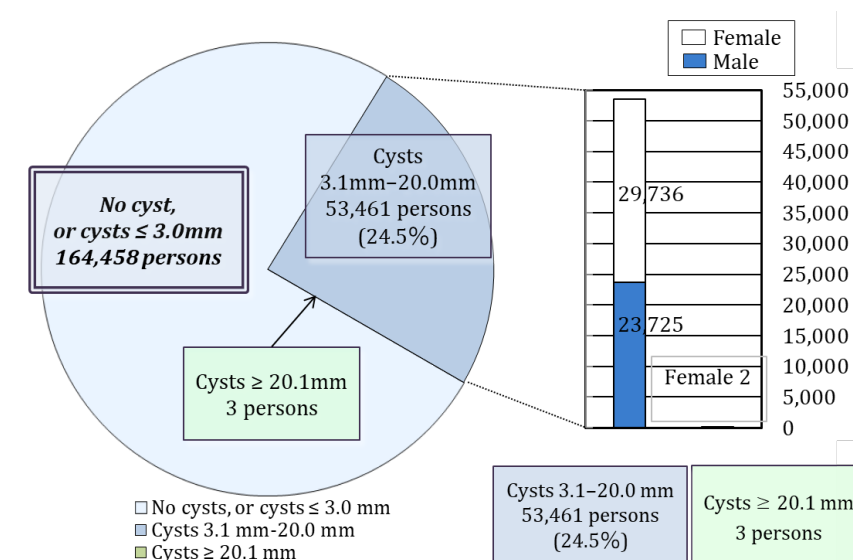 Female
Male
No cyst,
or cysts ≤ 3.0mm
164,458 persons
Cysts
3.1mm–20.0mm
53,461 persons
(24.5%)
Cysts ≥ 20.1mm
3 persons
55,000
50,000
45,000
40,000
35,000
30,000
25,000
20,000
15,000
10,000
5,000
0
29,736
23,725
Female 2
No cysts, or cysts ≤ 3.0 mm
Cysts 3.1 mm-20.0 mm
Cysts ≥ 20.1 mm
Cysts 3.1–20.0 mm
53,461 persons
(24.5%)
Cysts ≥ 20.1 mm
3 persons